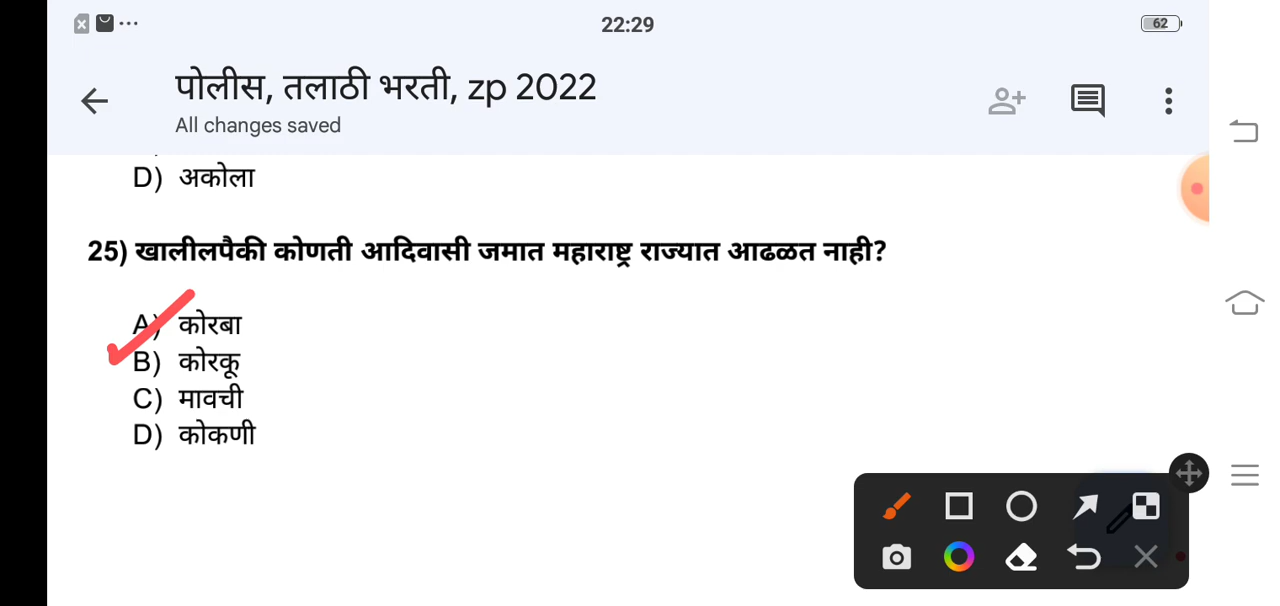 22:29
62
पोलीस, तलाठी भरती, zp 2022
All changes saved
D) अकोला
25) खालीलपैकी कोणती आदिवासी जमात महाराष्ट्र राज्यात आढळत नाही?
A) कोरबा
B) कोरकू
C) मावची
D) कोकणी